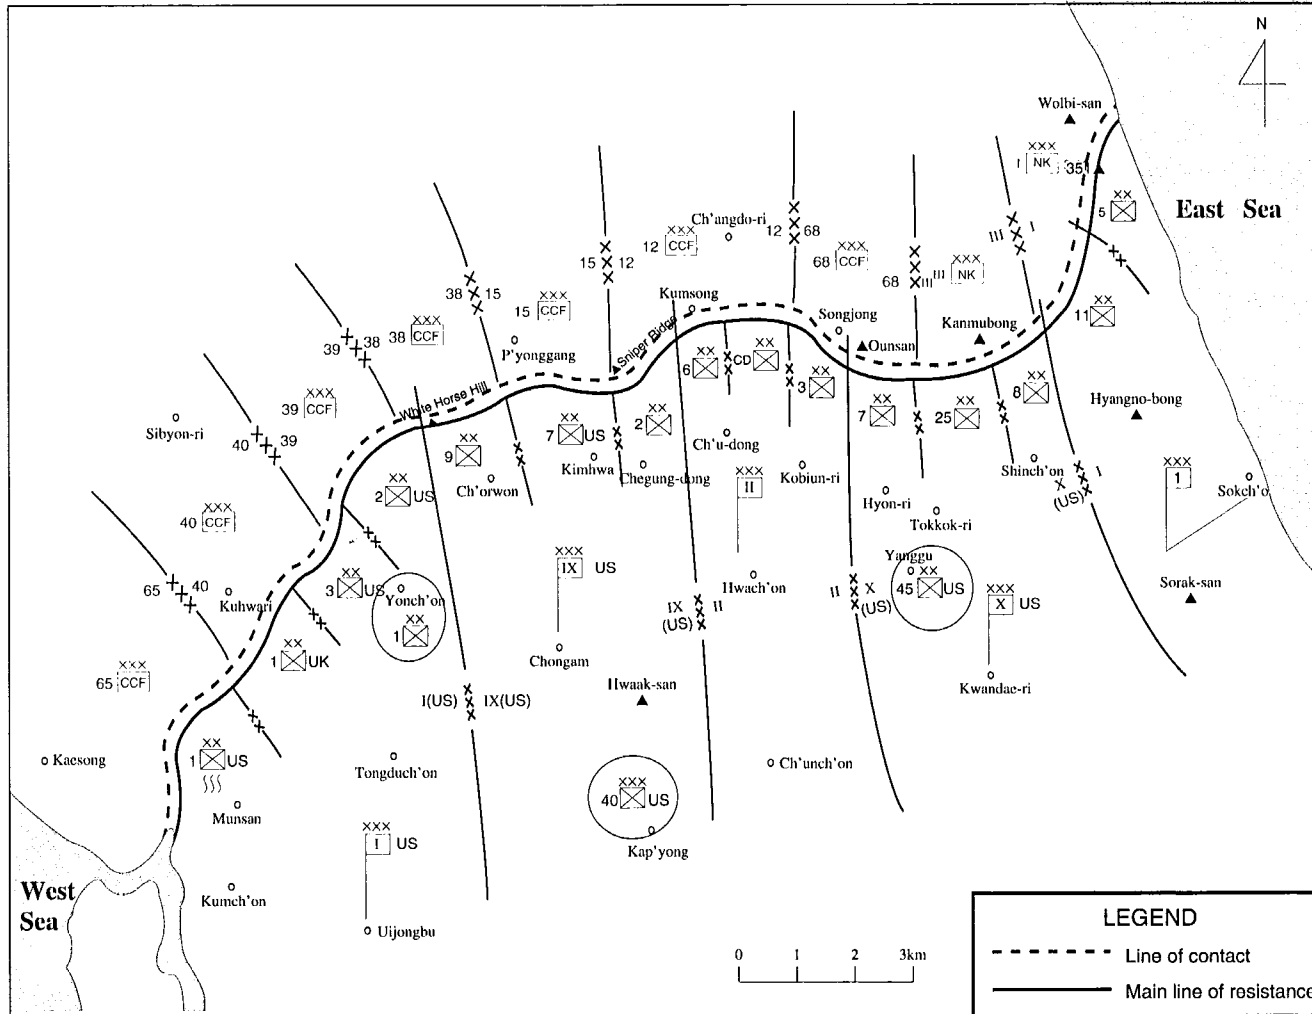 N
Wolbi-san
XXX
I NK
351
XX
5
East Sea
XXX
12 CCF
Ch'angdo-ri
12 68
XXX
68 CCF
III I
15 12
68 III
XXX
III NK
38 15
XXX
15 CCF
Kumsong
Songjong
Kanmubong
XX
11
39 38
XXX
38 CCF
P'yonggang
Sniper Ridge
Ounsan
XX
6
CD
XX
XX
3
XX
8
Hyangno-bong
XXX
39 CCF
White Horse Hill
XX
7
XX
25
Sibyon-ri
40 39
XX
9
XX
7 US
XX
2
Ch'u-dong
Kimhwa
Chegung-dong
Kobiun-ri
Shinch'on
X I
(US)
XXX
1
Sokch'o
XX
2 US
Ch'orwon
XXX
II
Hyon-ri
Tokkok-ri
XXX
40 CCF
XXX
IX US
Hwach'on
Yanggu
XX
45 US
65 40
Kuhwari
XX
3 US
Yonch'on
XX
1
IX II
(US)
II X
(US)
XXX
X US
Sorak-san
XX
1 UK
Chongam
XXX
65 CCF
Kwandae-ri
I(US) IX(US)
Hwaak-san
Kaesong
XX
1 US
Tongduch'on
Ch'unch'on
XXX
40 US
Munsan
XXX
I US
Kap'yong
West
Sea
Kumch'on
Uijongbu
0 1 2 3km
LEGEND
Line of contact
Main line of resistance